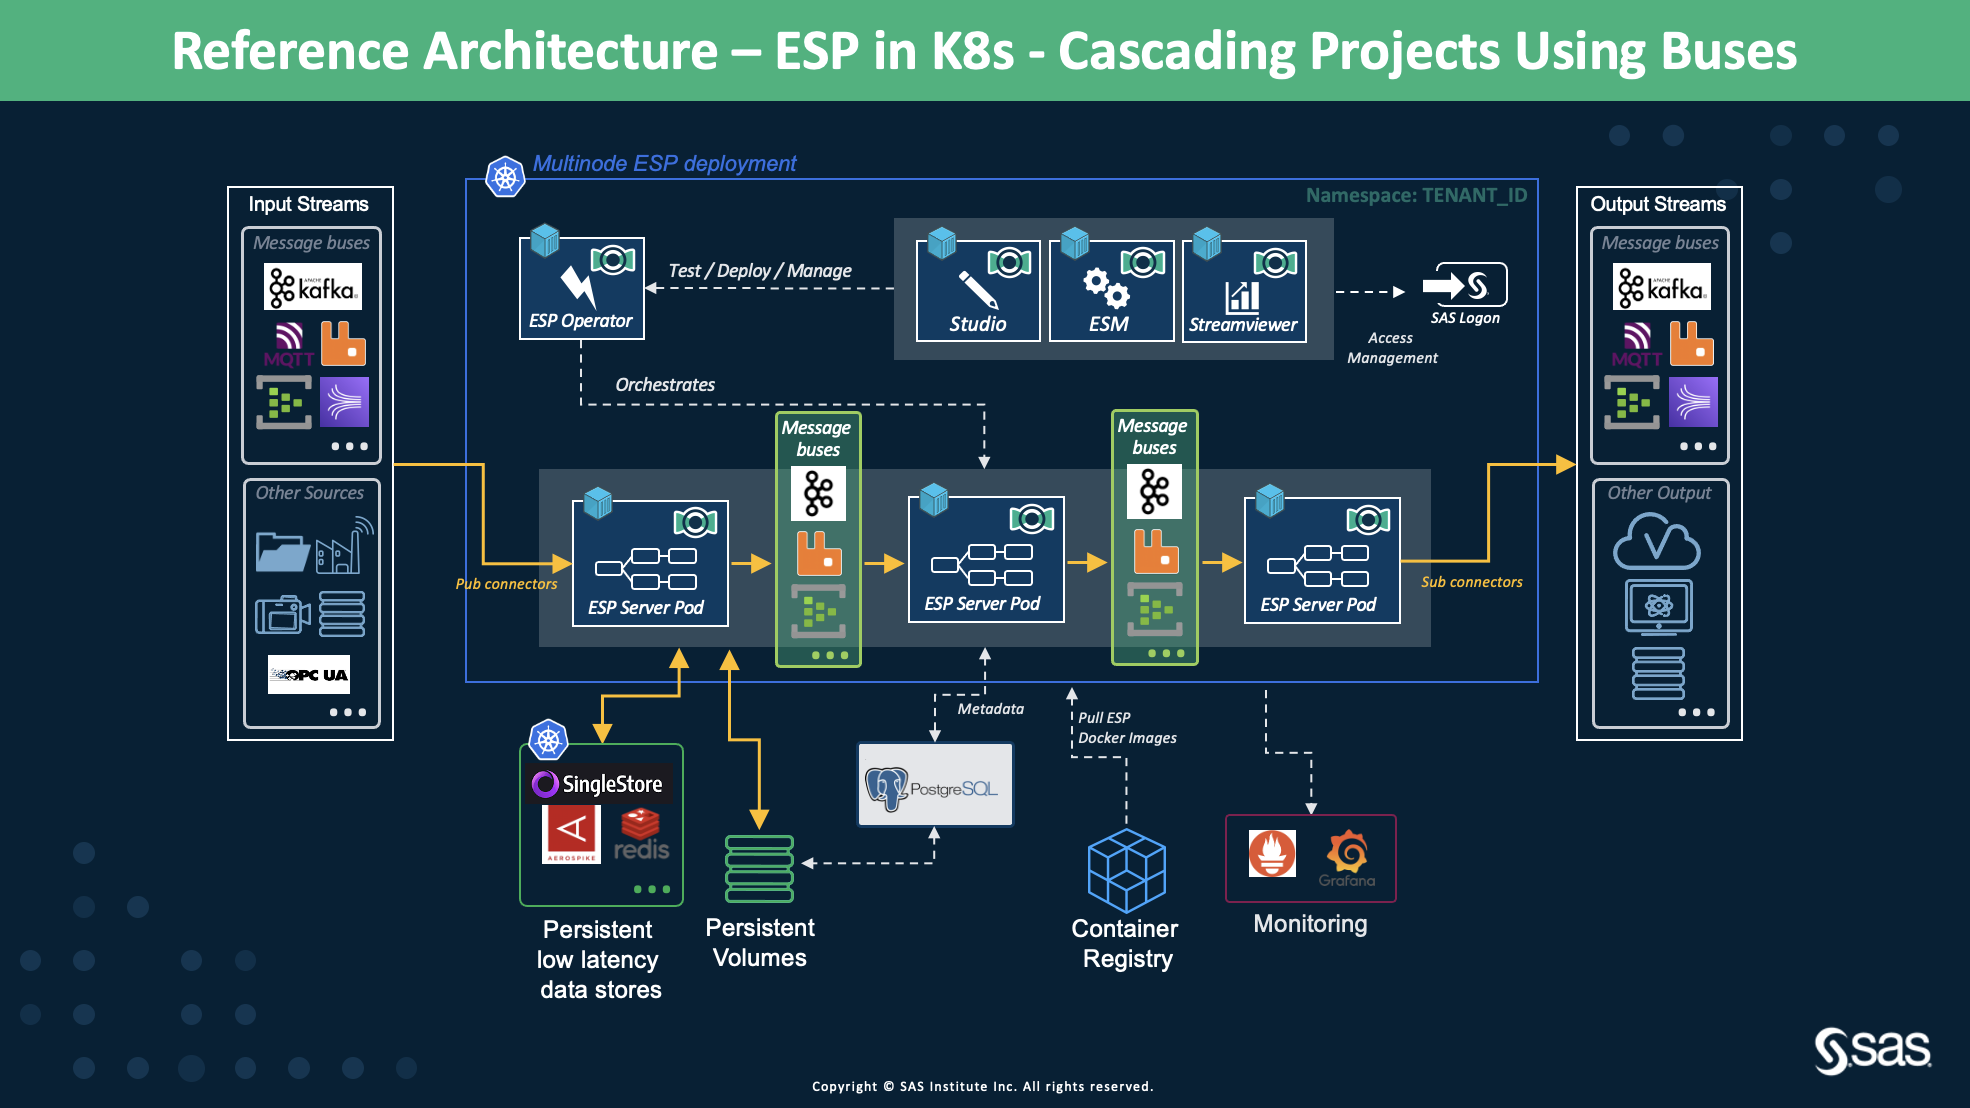 Reference Architecture – ESP in K8s - Cascading Projects Using Buses
Multinode ESP deployment
Namespace: TENANT_ID
Input Streams
Message buses
APACHE
kafka®
MQTT
Other Sources
OPC UA
ESP Operator
Test / Deploy / Manage
Studio
ESM
Streamviewer
SAS Logon
Access
Management
Orchestrates
Pub connectors
ESP Server Pod
Message
buses
ESP Server Pod
Message
buses
ESP Server Pod
Sub connectors
Output Streams
Message buses
APACHE
kafka®
MQTT
Other Output
SingleStore
AEROSPIKE
redis
Persistent
low latency
data stores
Persistent
Volumes
Metadata
PostgreSQL
Pull ESP
Docker Images
Container
Registry
Grafana
Monitoring
sas
Copyright © SAS Institute Inc. All rights reserved.